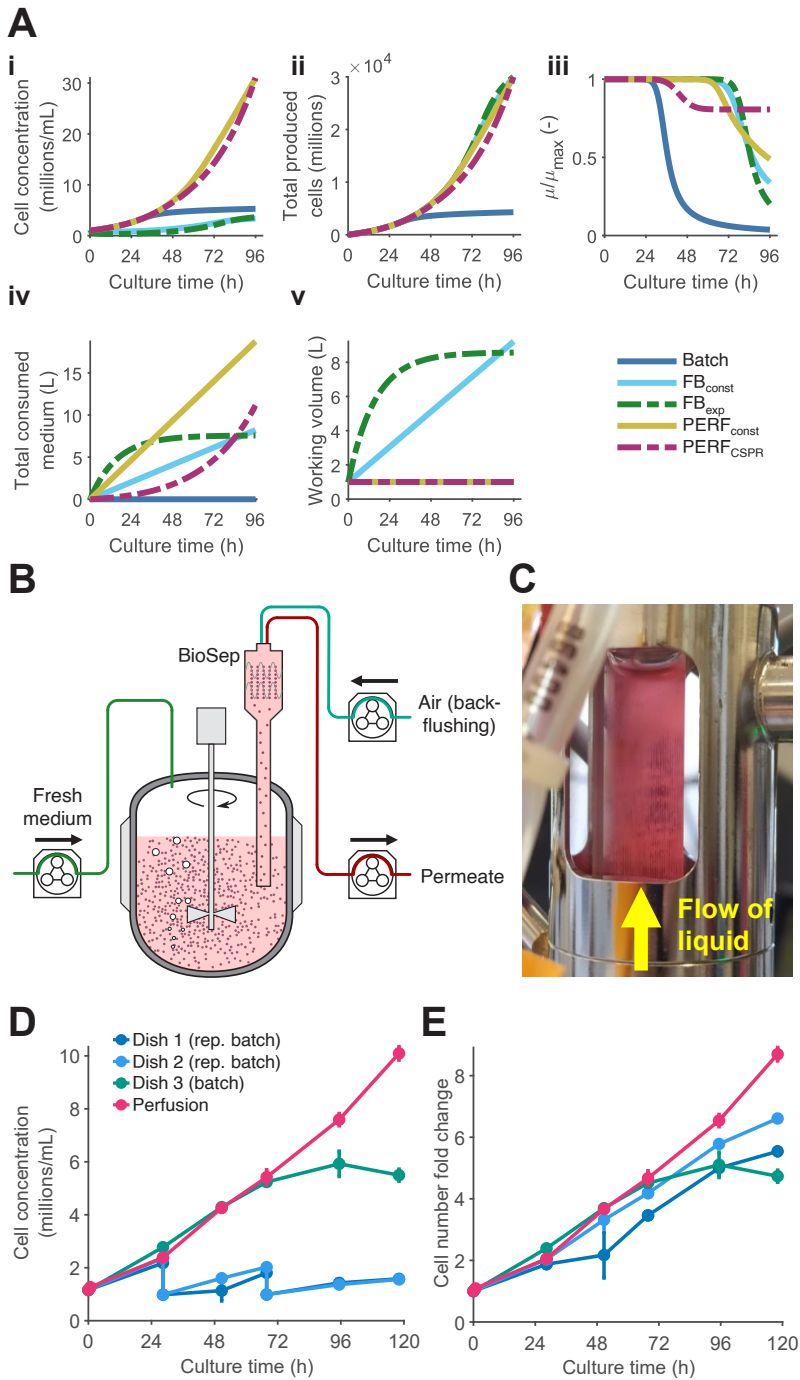 A
i
Cell concentration
(millions/mL)
30
20
10
0
0 24 48 72 96
Culture time (h)
ii
×10⁴
Total produced
cells (millions)
3
2
1
0
0 24 48 72 96
Culture time (h)
iii
μ/μmax (-)
1
0.5
0
0 24 48 72 96
Culture time (h)
iv
Total consumed
medium (L)
15
10
5
0
0 24 48 72 96
Culture time (h)
v
Working volume (L)
8
6
4
2
0
0 24 48 72 96
Culture time (h)
Batch
FBconst
FBexp
PERFconst
PERFCSPR
B
BioSep
Air (back-
flushing)
Fresh
medium
Permeate
C
Flow of
liquid
D
Dish 1 (rep. batch)
Dish 2 (rep. batch)
Dish 3 (batch)
Perfusion
Cell concentration
(millions/mL)
10
8
6
4
2
0
0 24 48 72 96 120
Culture time (h)
E
Cell number fold change
8
6
4
2
0
0 24 48 72 96 120
Culture time (h)